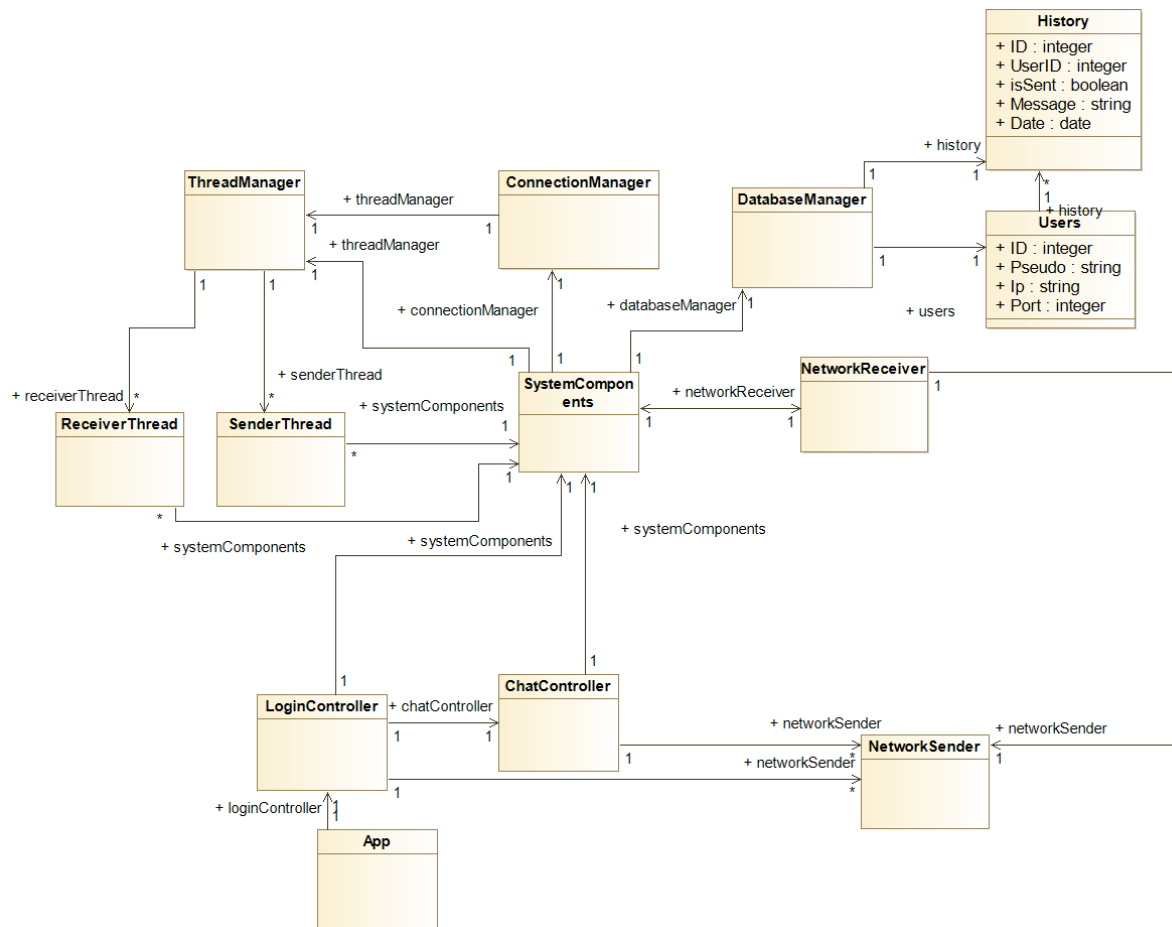 History
+ ID : integer
+ UserID : integer
+ isSent : boolean
+ Message : string
+ Date : date
+ history
1
1
*
1
+ history
ThreadManager
+ threadManager
1
1
ConnectionManager
+ threadManager
1
DatabaseManager
1
1
Users
+ ID : integer
+ Pseudo : string
+ Ip : string
+ Port : integer
+ users
1
1
+ connectionManager
1
+ databaseManager
1
1
1
1
1
1
+ receiverThread
*
+ senderThread
*
SystemCompon
ents
+ networkReceiver
1
1
NetworkReceiver
1
ReceiverThread
SenderThread
+ systemComponents
1
*
1
*
+ systemComponents
+ systemComponents
1
+ systemComponents
1
1
1
LoginController
+ chatController
1
1
ChatController
+ networkSender
1
*
+ networkSender
1
*
NetworkSender
+ networkSender
1
+ loginController
1
1
App